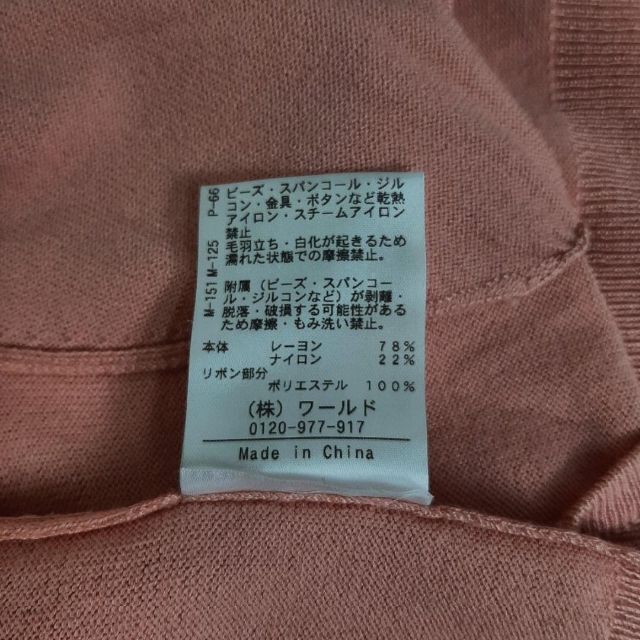 P-66 ビーズ・スパンコール・ジル
コン・金具・ボタンなど乾熱
アイロン・スチームアイロン
禁止
M-125 毛羽立ち・白化が起きるため
濡れた状態での摩擦禁止。
M-151 附属（ビーズ・スパンコー
ル・ジルコンなど）が剥離・
脱落・破損する可能性がある
ため摩擦・もみ洗い禁止。
本体 レーヨン 78%
ナイロン 22%
リボン部分
ポリエステル 100%
（株）ワールド
0120-977-917
Made in China